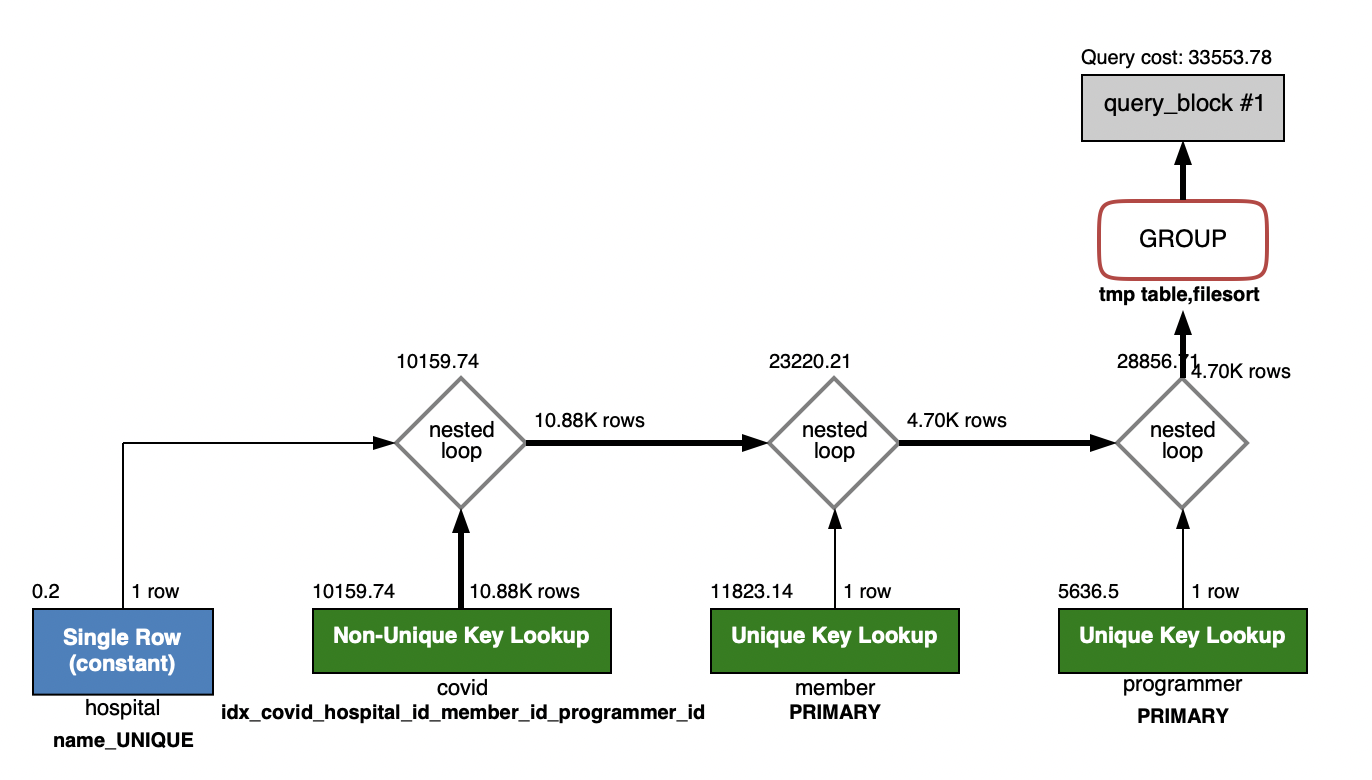 Query cost: 33553.78
query_block #1
GROUP
tmp table,filesort
10159.74
23220.21
28856.71
4.70K rows
nested
loop
10.88K rows
nested
loop
4.70K rows
nested
loop
0.2
1 row
10159.74
10.88K rows
11823.14
1 row
5636.5
1 row
Single Row
(constant)
Non-Unique Key Lookup
Unique Key Lookup
Unique Key Lookup
hospital
name_UNIQUE
covid
idx_covid_hospital_id_member_id_programmer_id
member
PRIMARY
programmer
PRIMARY